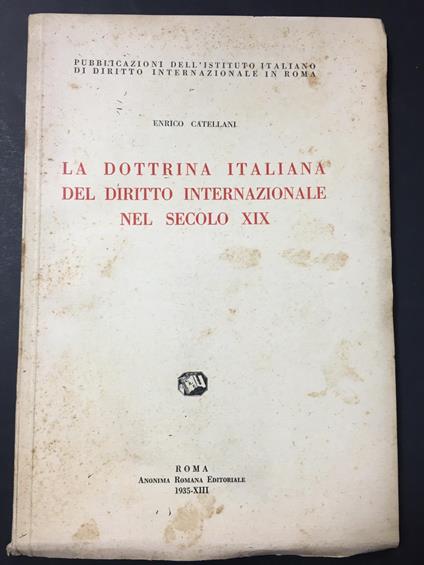 PUBBLICAZIONI DELL'ISTITUTO ITALIANO
DI DIRITTO INTERNAZIONALE IN ROMA
ENRICO CATELLANI
LA DOTTRINA ITALIANA
DEL DIRITTO INTERNAZIONALE
NEL SECOLO XIX
ROMA
ANONIMA ROMANA EDITORIALE
1935-XIII